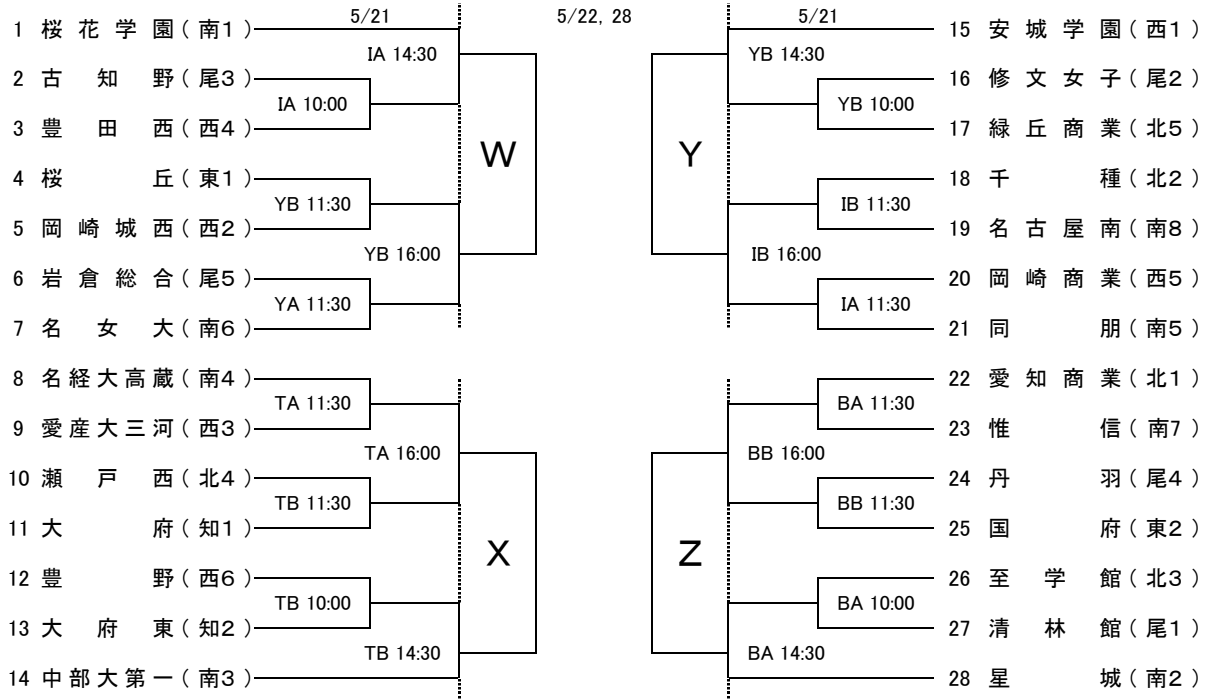 5/21
5/22, 28
5/21
1 桜花学園(南1)
2 古知野(尾3)
3 豊田西(西4)
4 桜丘(東1)
5 岡崎城西(西2)
6 岩倉総合(尾5)
7 名女大(南6)
8 名経大高蔵(南4)
9 愛産大三河(西3)
10 瀬戸西(北4)
11 大府(知1)
12 豊野(西6)
13 大府東(知2)
14 中部大第一(南3)
IA 14:30
IA 10:00
YB 11:30
YB 16:00
YA 11:30
TA 11:30
TA 16:00
TB 11:30
TB 10:00
TB 14:30
W
X
Y
Z
YB 14:30
YB 10:00
IB 11:30
IB 16:00
IA 11:30
BA 11:30
BB 16:00
BB 11:30
BA 10:00
BA 14:30
15 安城学園(西1)
16 修文女子(尾2)
17 緑丘商業(北5)
18 千種(北2)
19 名古屋南(南8)
20 岡崎商業(西5)
21 同朋(南5)
22 愛知商業(北1)
23 惟信(南7)
24 丹羽(尾4)
25 国府(東2)
26 至学館(北3)
27 清林館(尾1)
28 星城(南2)